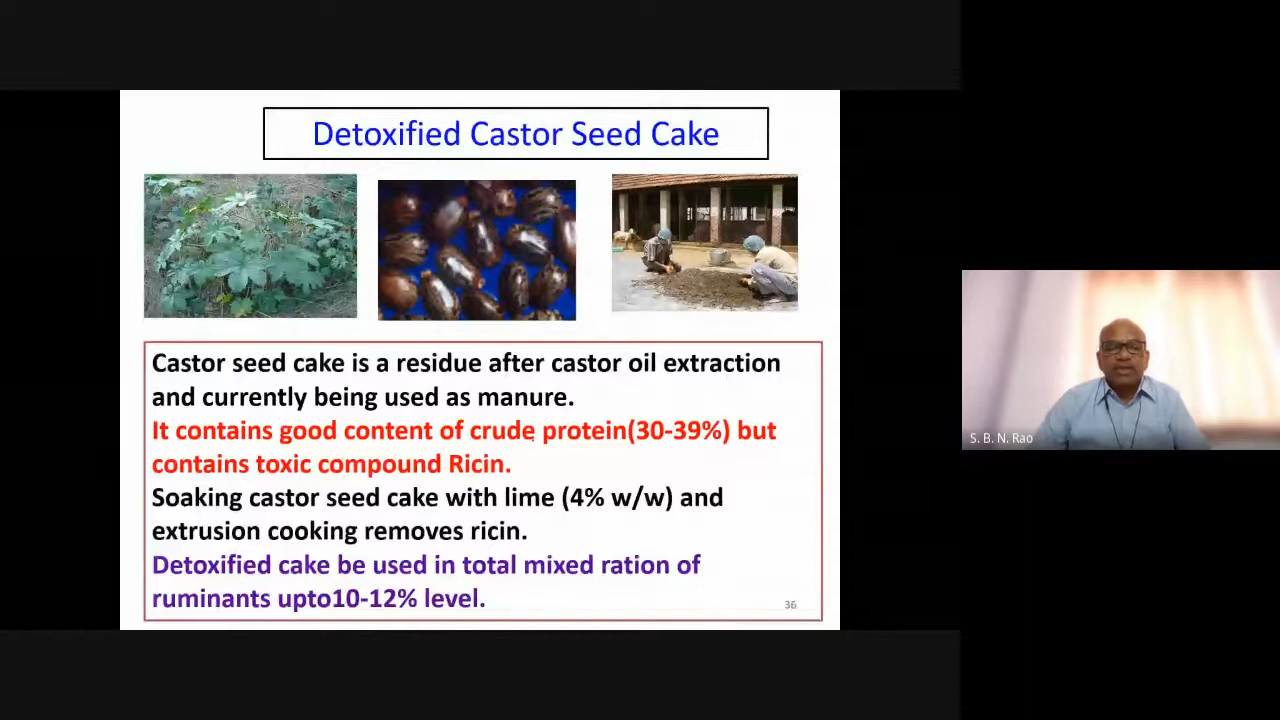 Detoxified Castor Seed Cake
Castor seed cake is a residue after castor oil extraction
and currently being used as manure.
It contains good content of crude protein(30-39%) but
contains toxic compound Ricin.
Soaking castor seed cake with lime (4% w/w) and
extrusion cooking removes ricin.
Detoxified cake be used in total mixed ration of
ruminants upto10-12% level.
36
S. B. N. Rao